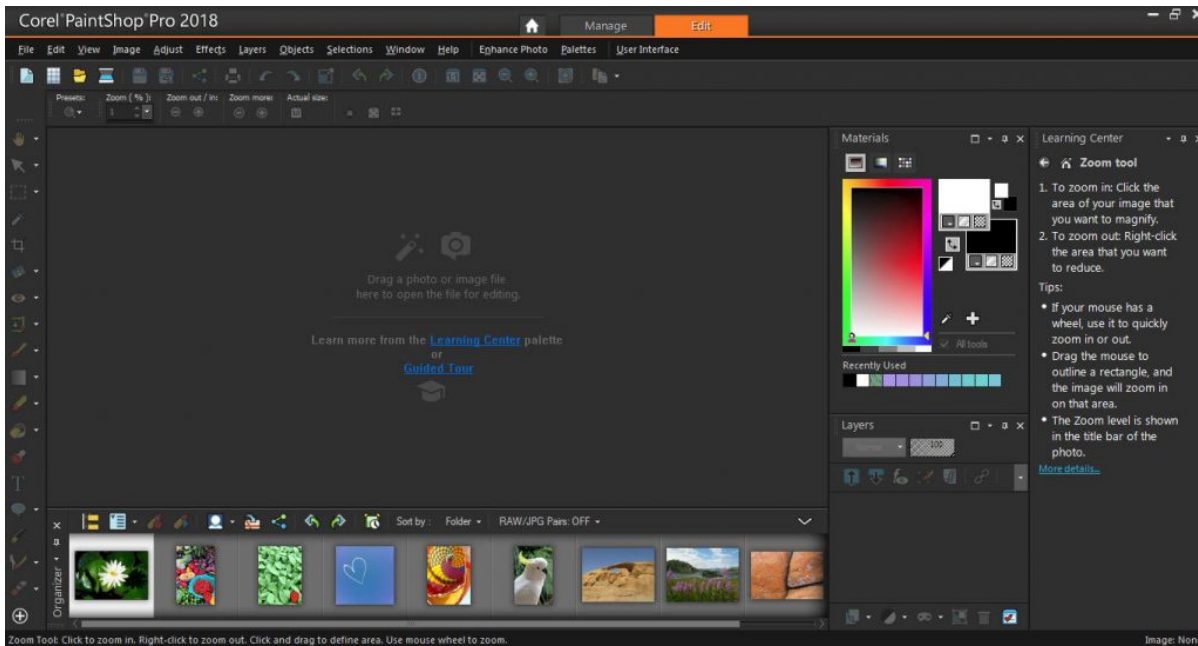 Corel®PaintShop®Pro 2018
Manage
Edit
File Edit View Image Adjust Effects Layers Objects Selections Window Help Enhance Photo Palettes User Interface
Presets: Zoom ( % ): Zoom out / in: Zoom more: Actual size:
1
Drag a photo or image file
here to open the file for editing.
Learn more from the Learning Center palette
or
Guided Tour
Materials
All tools
Recently Used
Layers
Normal
100
Learning Center
Zoom tool
1. To zoom in: Click the
area of your image that
you want to magnify.
2. To zoom out: Right-click
the area that you want
to reduce.
Tips:
• If your mouse has a
wheel, use it to quickly
zoom in or out.
• Drag the mouse to
outline a rectangle, and
the image will zoom in
on that area.
• The Zoom level is shown
in the title bar of the
photo.
More details...
Organizer
Sort by : Folder RAW/JPG Pairs: OFF
Zoom Tool: Click to zoom in. Right-click to zoom out. Click and drag to define area. Use mouse wheel to zoom.
Image: None